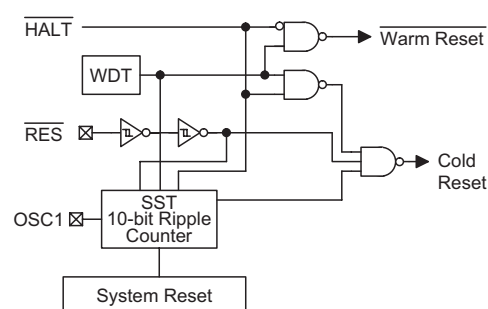 HALT
Warm Reset
WDT
RES
Cold
Reset
OSC1
SST
10-bit Ripple
Counter
System Reset